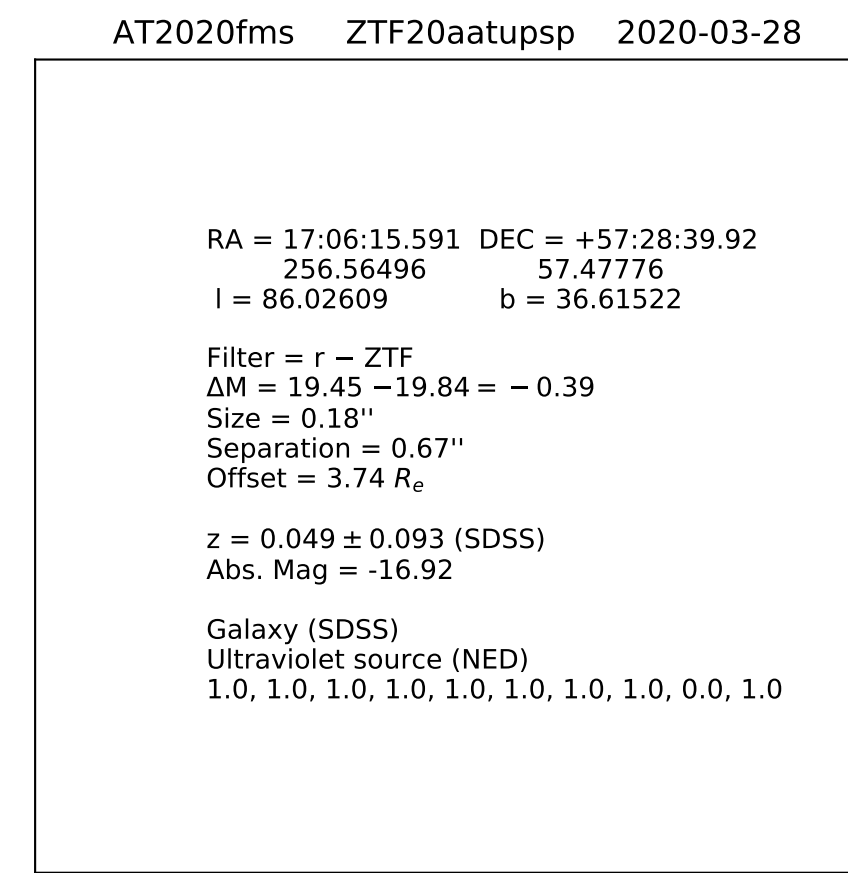 AT2020fms ZTF20aatupsp 2020-03-28
RA = 17:06:15.591 DEC = +57:28:39.92
256.56496 57.47776
l = 86.02609 b = 36.61522
Filter = r − ZTF
ΔM = 19.45 −19.84 = − 0.39
Size = 0.18''
Separation = 0.67''
Offset = 3.74 Re
z = 0.049 ± 0.093 (SDSS)
Abs. Mag = -16.92
Galaxy (SDSS)
Ultraviolet source (NED)
1.0, 1.0, 1.0, 1.0, 1.0, 1.0, 1.0, 1.0, 0.0, 1.0